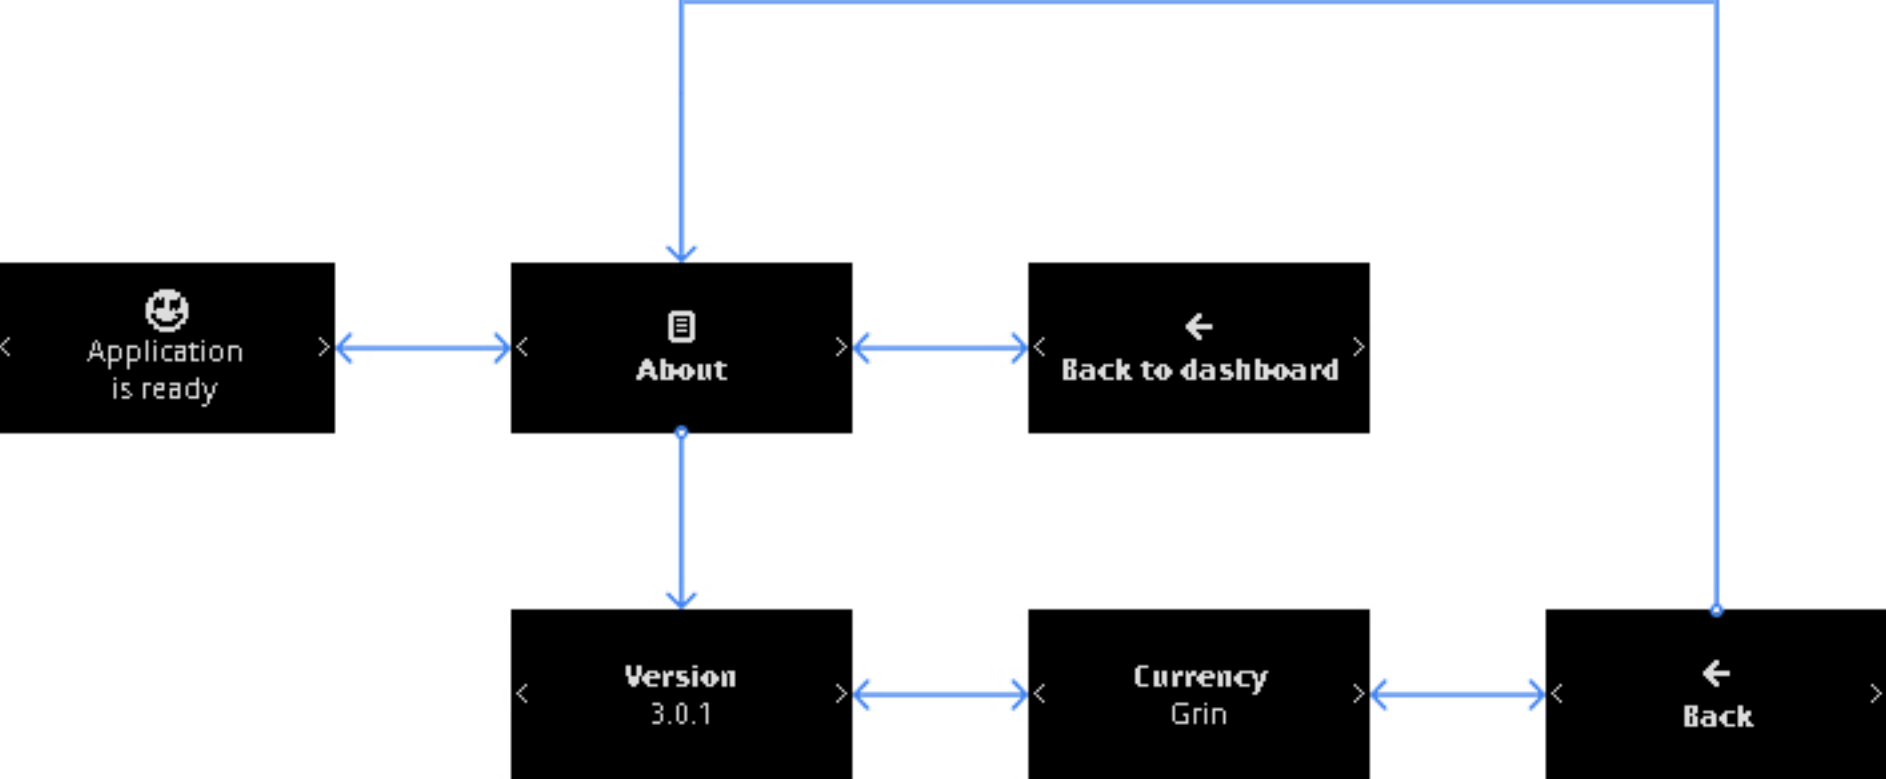 Application
is ready
About
Back to dashboard
Version
3.0.1
Currency
Grin
Back